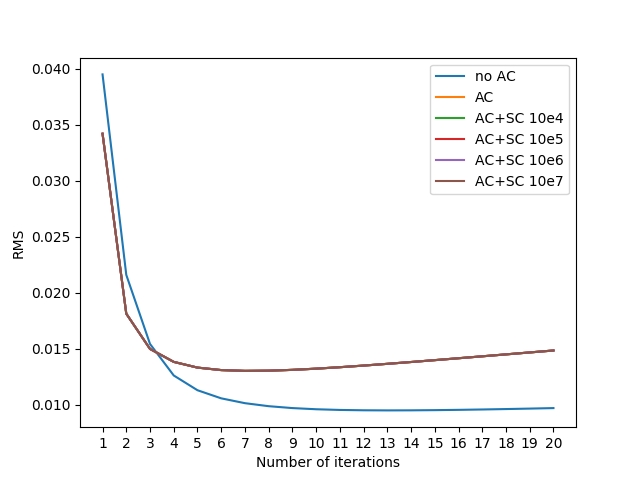 0.040
0.035
0.030
0.025
0.020
0.015
0.010
RMS
no AC
AC
AC+SC 10e4
AC+SC 10e5
AC+SC 10e6
AC+SC 10e7
1 2 3 4 5 6 7 8 9 10 11 12 13 14 15 16 17 18 19 20
Number of iterations